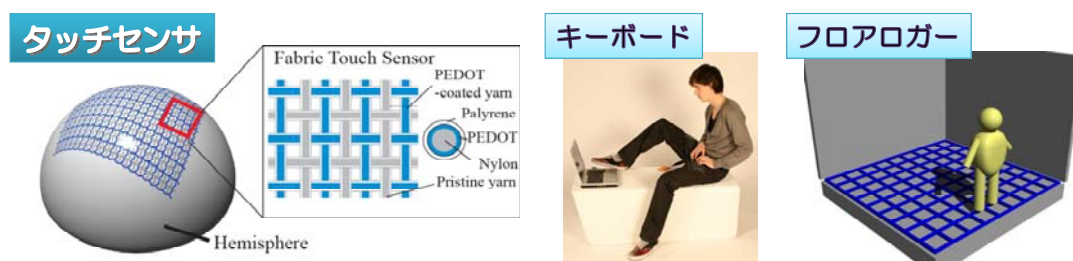 タッチセンサ
Fabric Touch Sensor
PEDOT
-coated yarn
Palyrene
PEDOT
Nylon
Pristine yarn
Hemisphere
キーボード
フロアロガー